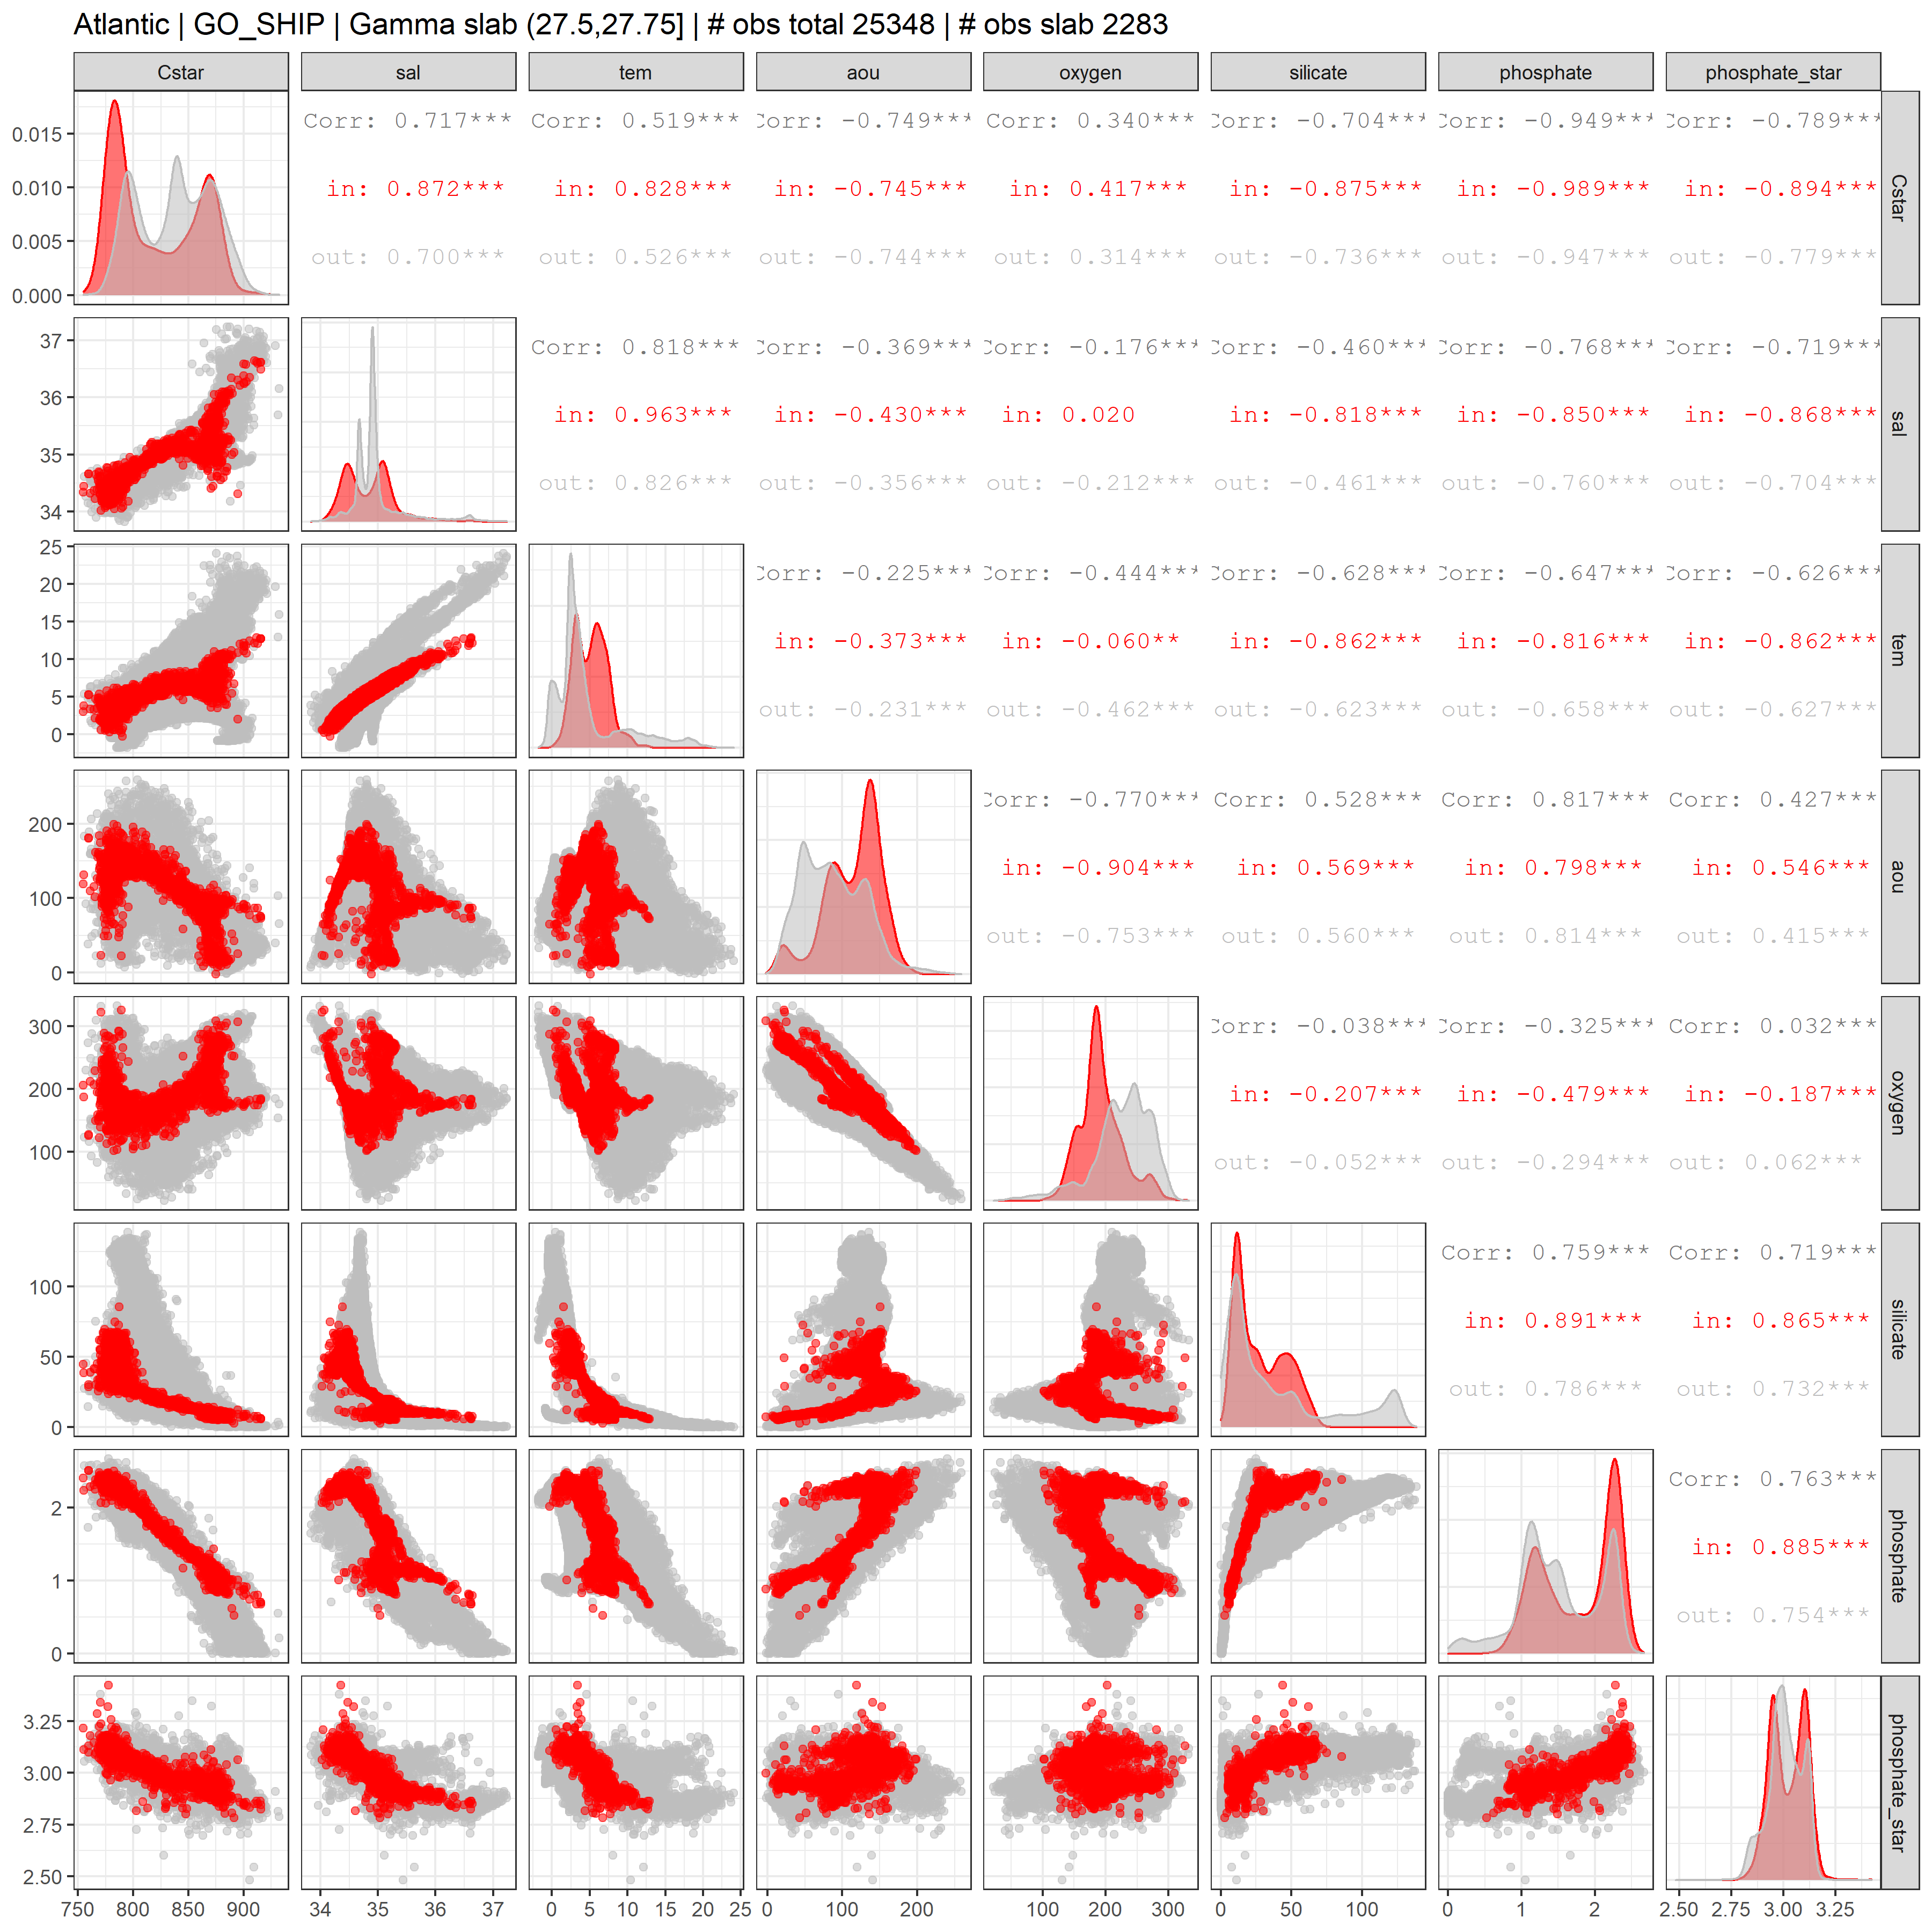 Atlantic | GO_SHIP | Gamma slab (27.5,27.75] | # obs total 25348 | # obs slab 2283
Cstar sal tem aou oxygen silicate phosphate phosphate_star
Corr: 0.717*** Corr: 0.519*** Corr: -0.749*** Corr: 0.340*** Corr: -0.704*** Corr: -0.949*** Corr: -0.789***
0.015
in: 0.872*** in: 0.828*** in: -0.745*** in: 0.417*** in: -0.875*** in: -0.989*** in: -0.894***
0.010
Cstar
0.005
out: 0.700*** out: 0.526*** out: -0.744*** out: 0.314*** out: -0.736*** out: -0.947*** out: -0.779***
0.000
37
Corr: 0.818*** Corr: -0.369*** Corr: -0.176*** Corr: -0.460*** Corr: -0.768*** Corr: -0.719***
36
in: 0.963*** in: -0.430*** in: 0.020 in: -0.818*** in: -0.850*** in: -0.868***
sal
35
out: 0.826*** out: -0.356*** out: -0.212*** out: -0.461*** out: -0.760*** out: -0.704***
34
25
Corr: -0.225*** Corr: -0.444*** Corr: -0.628*** Corr: -0.647*** Corr: -0.626***
20
15
in: -0.373*** in: -0.060** in: -0.862*** in: -0.816*** in: -0.862***
tem
10
5
out: -0.231*** out: -0.462*** out: -0.623*** out: -0.658*** out: -0.627***
0
Corr: -0.770*** Corr: 0.528*** Corr: 0.817*** Corr: 0.427***
200
in: -0.904*** in: 0.569*** in: 0.798*** in: 0.546***
aou
100
out: -0.753*** out: 0.560*** out: 0.814*** out: 0.415***
0
300
Corr: -0.038*** Corr: -0.325*** Corr: 0.032***
200
in: -0.207*** in: -0.479*** in: -0.187***
oxygen
100
out: -0.052*** out: -0.294*** out: 0.062***
Corr: 0.759*** Corr: 0.719***
100
in: 0.891*** in: 0.865***
silicate
50
out: 0.786*** out: 0.732***
0
Corr: 0.763***
2
in: 0.885***
phosphate
1
out: 0.754***
0
3.25
3.00
phosphate_star
2.75
2.50
750 800 850 900 34 35 36 37 0 5 10 15 20 25 0 100 200 100 200 300 0 50 100 0 1 2 2.50 2.75 3.00 3.25